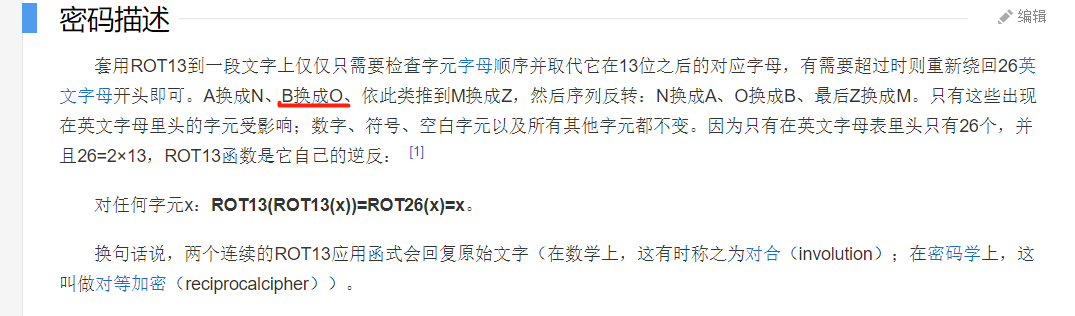 密码描述
编辑
套用ROT13到一段文字上仅仅只需要检查字元字母顺序并取代它在13位之后的对应字母，有需要超过时则重新绕回26英
文字母开头即可。A换成N、B换成O、依此类推到M换成Z，然后序列反转：N换成A、O换成B、最后Z换成M。只有这些出现
在英文字母里头的字元受影响；数字、符号、空白字元以及所有其他字元都不变。因为只有在英文字母表里头只有26个，并
且26=2×13，ROT13函数是它自己的逆反： [1]
对任何字元x：ROT13(ROT13(x))=ROT26(x)=x。
换句话说，两个连续的ROT13应用函式会回复原始文字（在数学上，这有时称之为对合（involution）；在密码学上，这
叫做对等加密（reciprocalcipher））。